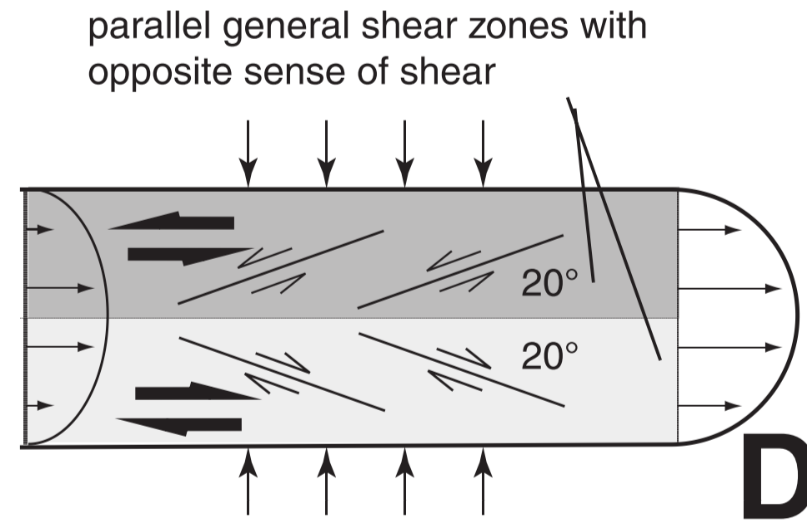 parallel general shear zones with
opposite sense of shear
20°
20°
D